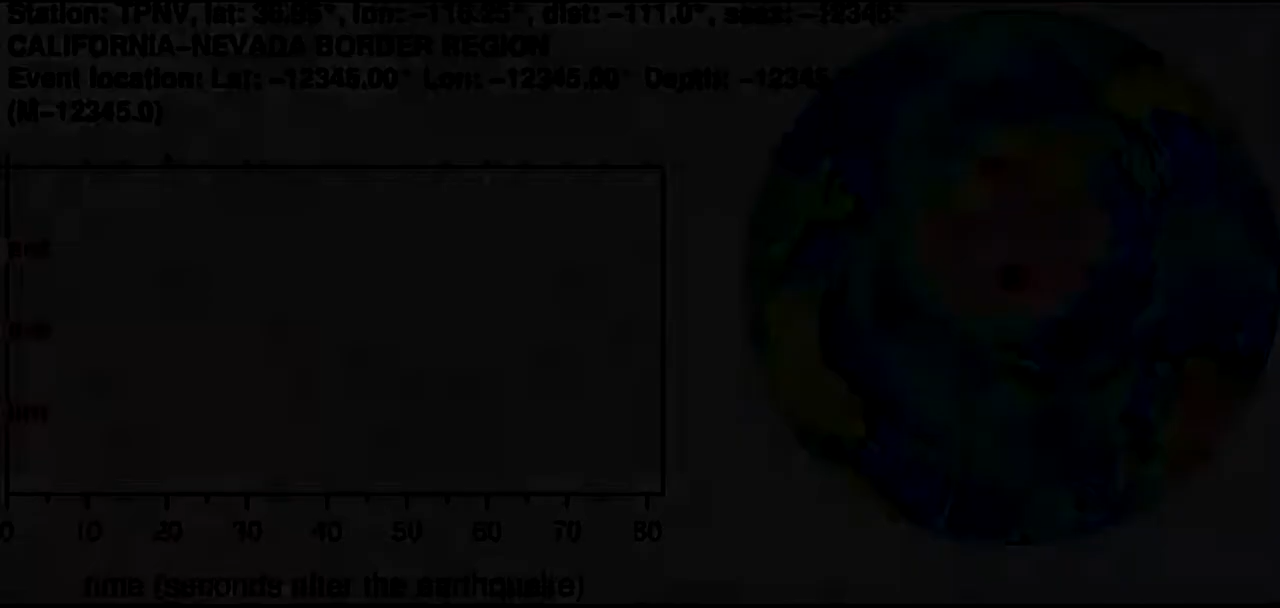 Station: TPNV, lat: 36.95°, lon: −116.25°, dist: −111.0°, seaz: −12345°
CALIFORNIA−NEVADA BORDER REGION
Event location: Lat: −12345.00° Lon: −12345.00° Depth: −12345.
(M−12345.0)
0 10 20 30 40 50 60 70 80
time (seconds after the earthquake)